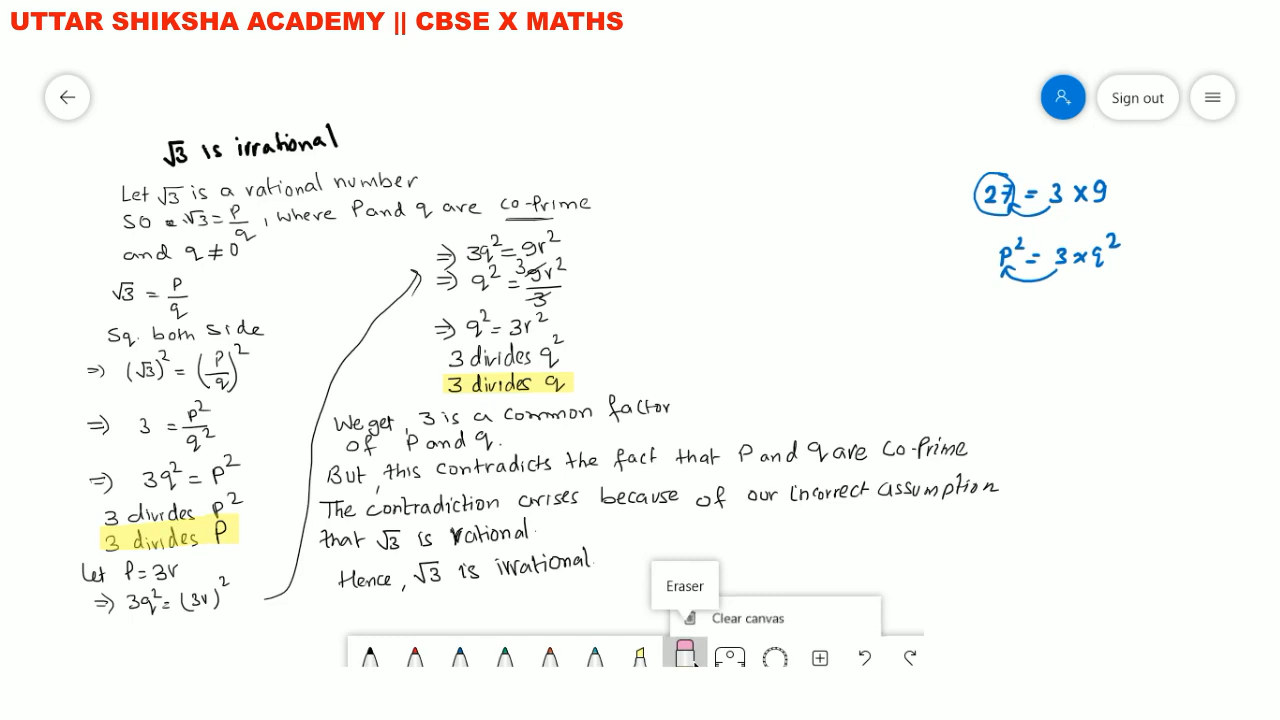 UTTAR SHIKSHA ACADEMY || CBSE X MATHS
Sign out
√3 is irrational
Let √3 is a rational number
So √3 = P/q, where P and q are co-prime
and q ≠ 0
√3 = P/q
Sq. both side
⇒ (√3)² = (P/q)²
⇒ 3 = P²/q²
⇒ 3q² = P²
3 divides P²
3 divides P
Let P = 3r
⇒ 3q² = (3r)²
⇒ 3q² = 9r²
⇒ q² = 3 9r²/3
⇒ q² = 3r²
3 divides q²
3 divides q
We get, 3 is a common factor
of P and q.
But, this contradicts the fact that P and q are Co-Prime
The contradiction arises because of our incorrect assumption
that √3 is rational.
Hence, √3 is irrational.
27 = 3 × 9
P² = 3 × q²
Eraser
Clear canvas